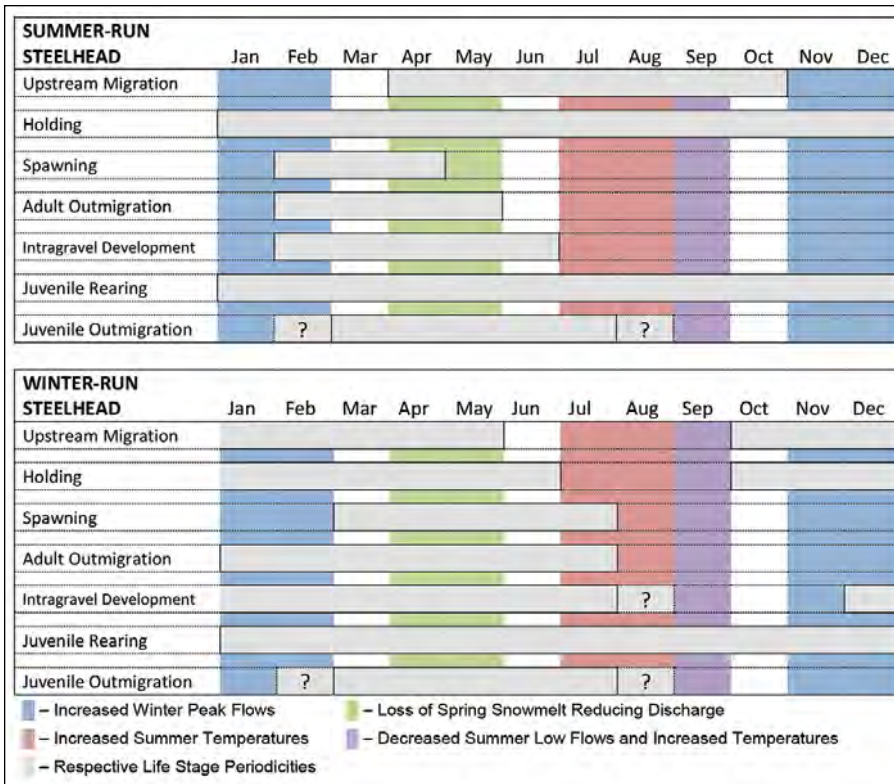 SUMMER-RUN
STEELHEAD Jan Feb Mar Apr May Jun Jul Aug Sep Oct Nov Dec
Upstream Migration
Holding
Spawning
Adult Outmigration
Intragravel Development
Juvenile Rearing
Juvenile Outmigration ? ?
WINTER-RUN
STEELHEAD Jan Feb Mar Apr May Jun Jul Aug Sep Oct Nov Dec
Upstream Migration
Holding
Spawning
Adult Outmigration
Intragravel Development ?
Juvenile Rearing
Juvenile Outmigration ? ?
– Increased Winter Peak Flows – Loss of Spring Snowmelt Reducing Discharge
– Increased Summer Temperatures – Decreased Summer Low Flows and Increased Temperatures
– Respective Life Stage Periodicities